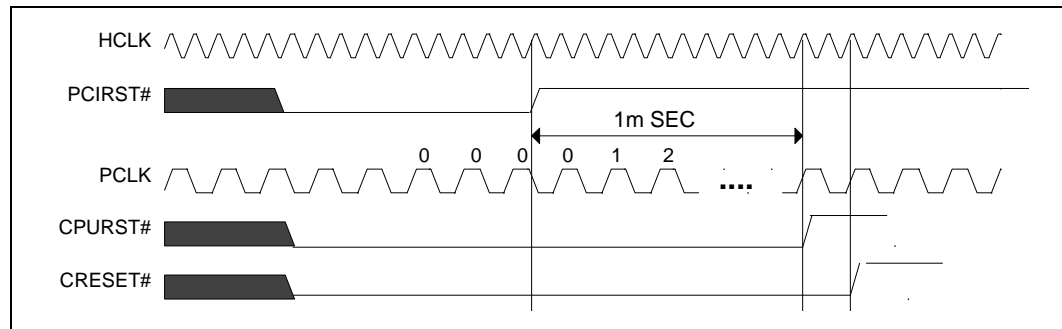 HCLK
PCIRST#
1m SEC
0 0 0 0 1 2
PCLK
....
CPURST#
CRESET#